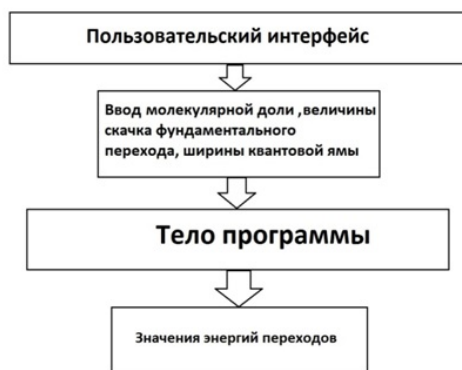 Пользовательский интерфейс
Ввод молекулярной доли ,величины
скачка фундаментального
перехода, ширины квантовой ямы
Тело программы
Значения энергий переходов